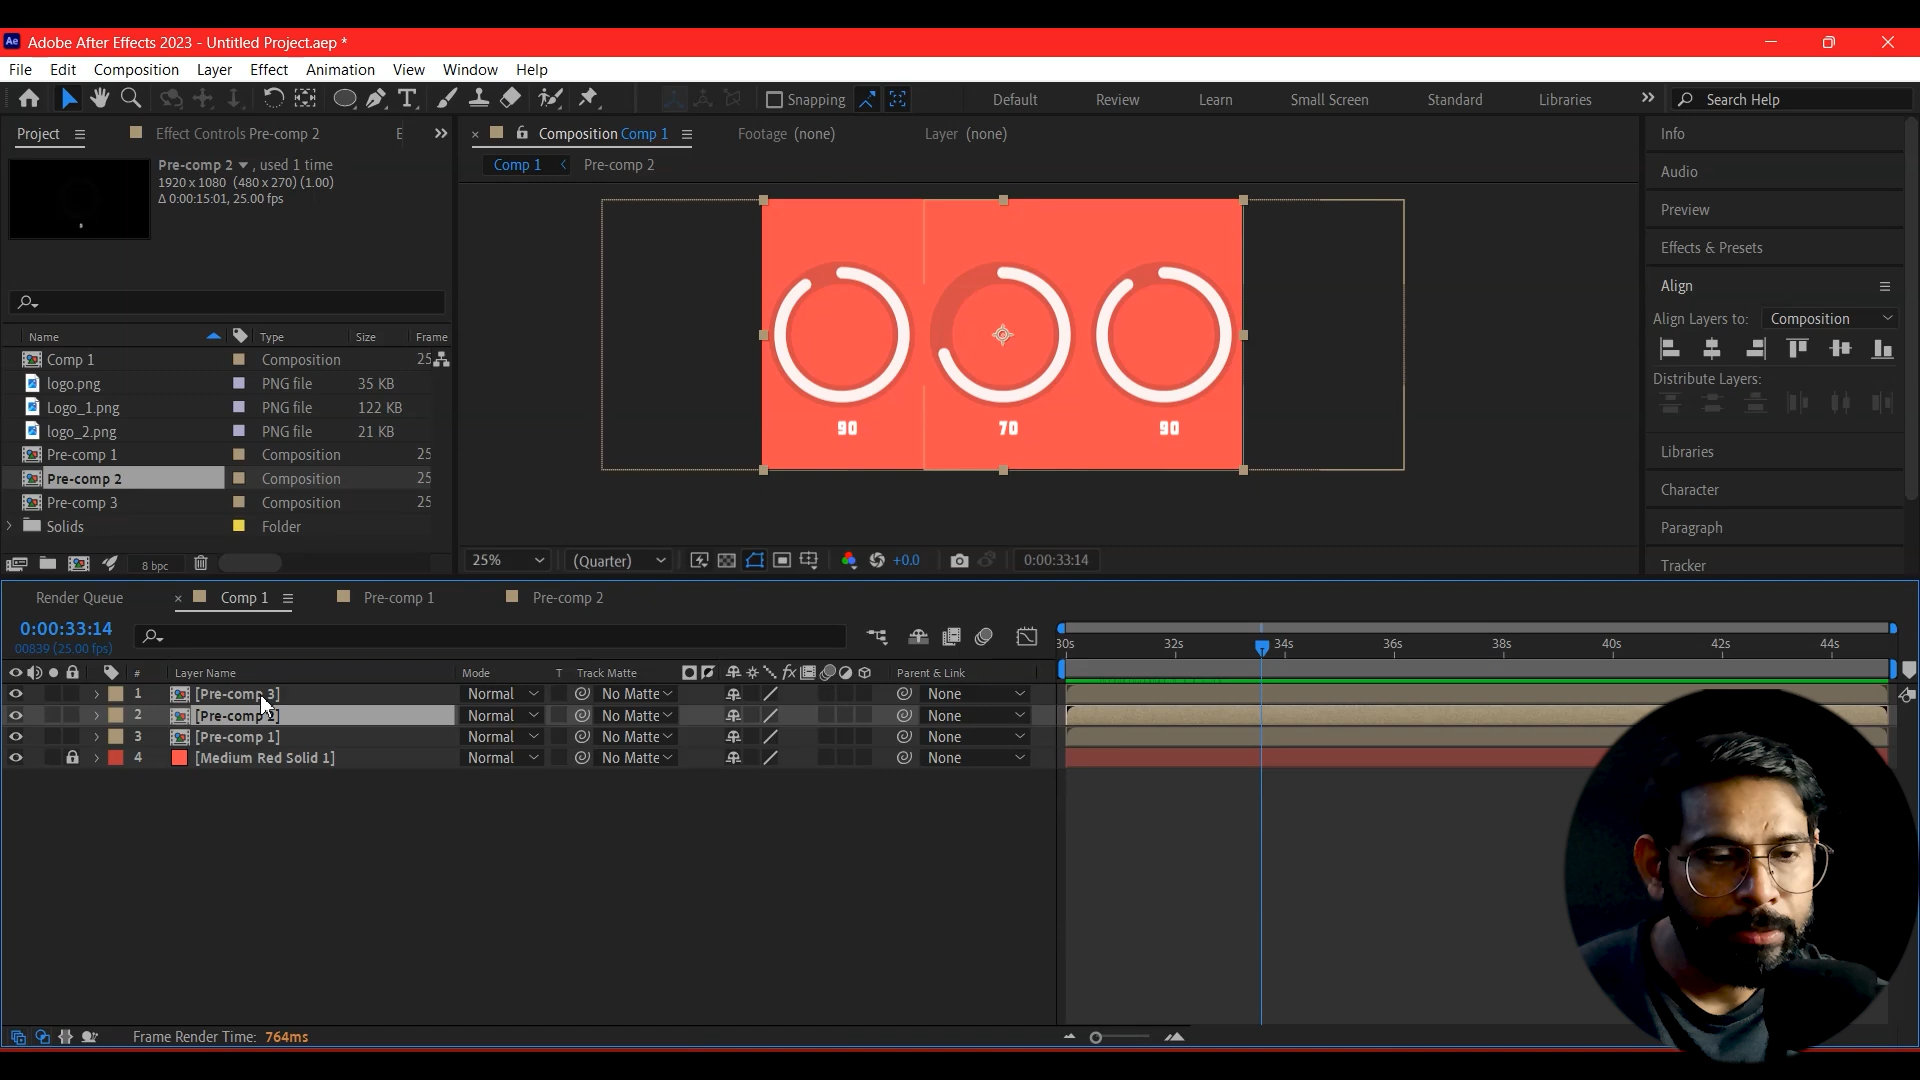 Ae Adobe After Effects 2023 - Untitled Project.aep *
File Edit Composition Layer Effect Animation View Window Help
Snapping Default Review Learn Small Screen Standard Libraries Search Help
Project Effect Controls Pre-comp 2 E
Pre-comp 2 , used 1 time
1920 x 1080 (480 x 270) (1.00)
Δ 0:00:15:01, 25.00 fps
Name Type Size Frame
Comp 1 Composition 25
logo.png PNG file 35 KB
Logo_1.png PNG file 122 KB
logo_2.png PNG file 21 KB
Pre-comp 1 Composition 25
Pre-comp 2 Composition 25
Pre-comp 3 Composition 25
Solids Folder
8 bpc
Composition Comp 1 Footage (none) Layer (none)
Comp 1 Pre-comp 2
90 70 90
25% (Quarter) +0.0 0:00:33:14
Info
Audio
Preview
Effects & Presets
Align
Align Layers to: Composition
Distribute Layers:
Libraries
Character
Paragraph
Tracker
Render Queue Comp 1 Pre-comp 1 Pre-comp 2
0:00:33:14
00839 (25.00 fps)
30s 32s 34s 36s 38s 40s 42s 44s
# Layer Name Mode T Track Matte fx Parent & Link
1 [Pre-comp 3] Normal No Matte None
2 [Pre-comp 2] Normal No Matte None
3 [Pre-comp 1] Normal No Matte None
4 [Medium Red Solid 1] Normal No Matte None
Frame Render Time: 764ms